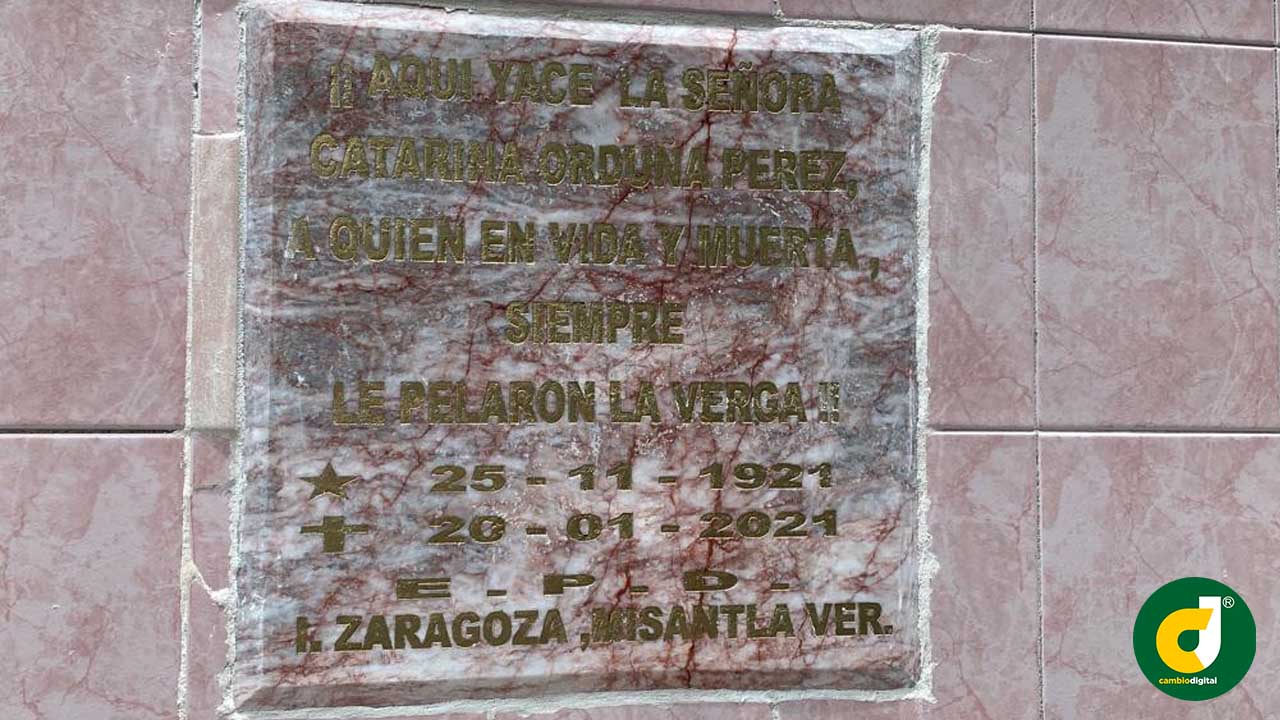 ¡¡ AQUI YACE LA SEÑORA
CATARINA ORDUÑA PEREZ,
A QUIEN EN VIDA Y MUERTA,
SIEMPRE
LE PELARON LA VERGA !!
25 - 11 - 1921
20 - 01 - 2021
E - P - D -
I. ZARAGOZA ,MISANTLA VER.
®
cambiodigital